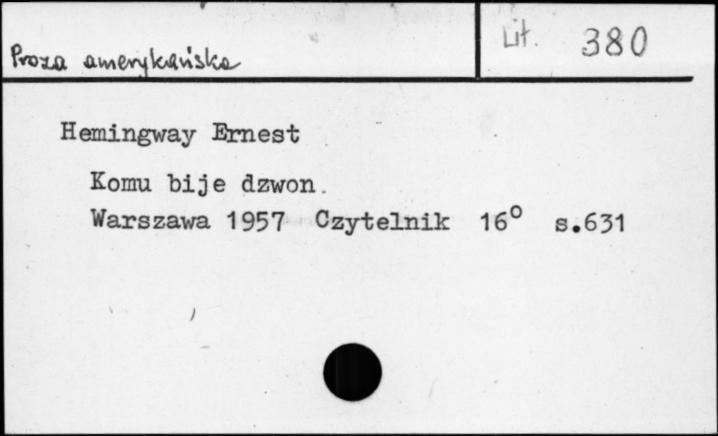 Proza amerykańska
Lit. 380
Hemingway Ernest
Komu bije dzwon.
Warszawa 1957 Czytelnik 16° s.631